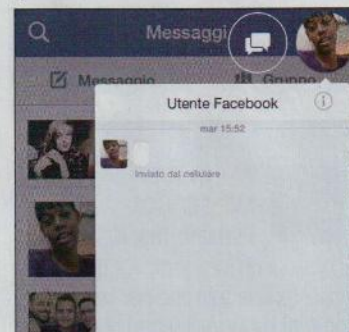 Messaggi
Messaggio Gruppo
Utente Facebook
mar 15:52
Inviato dal cellulare